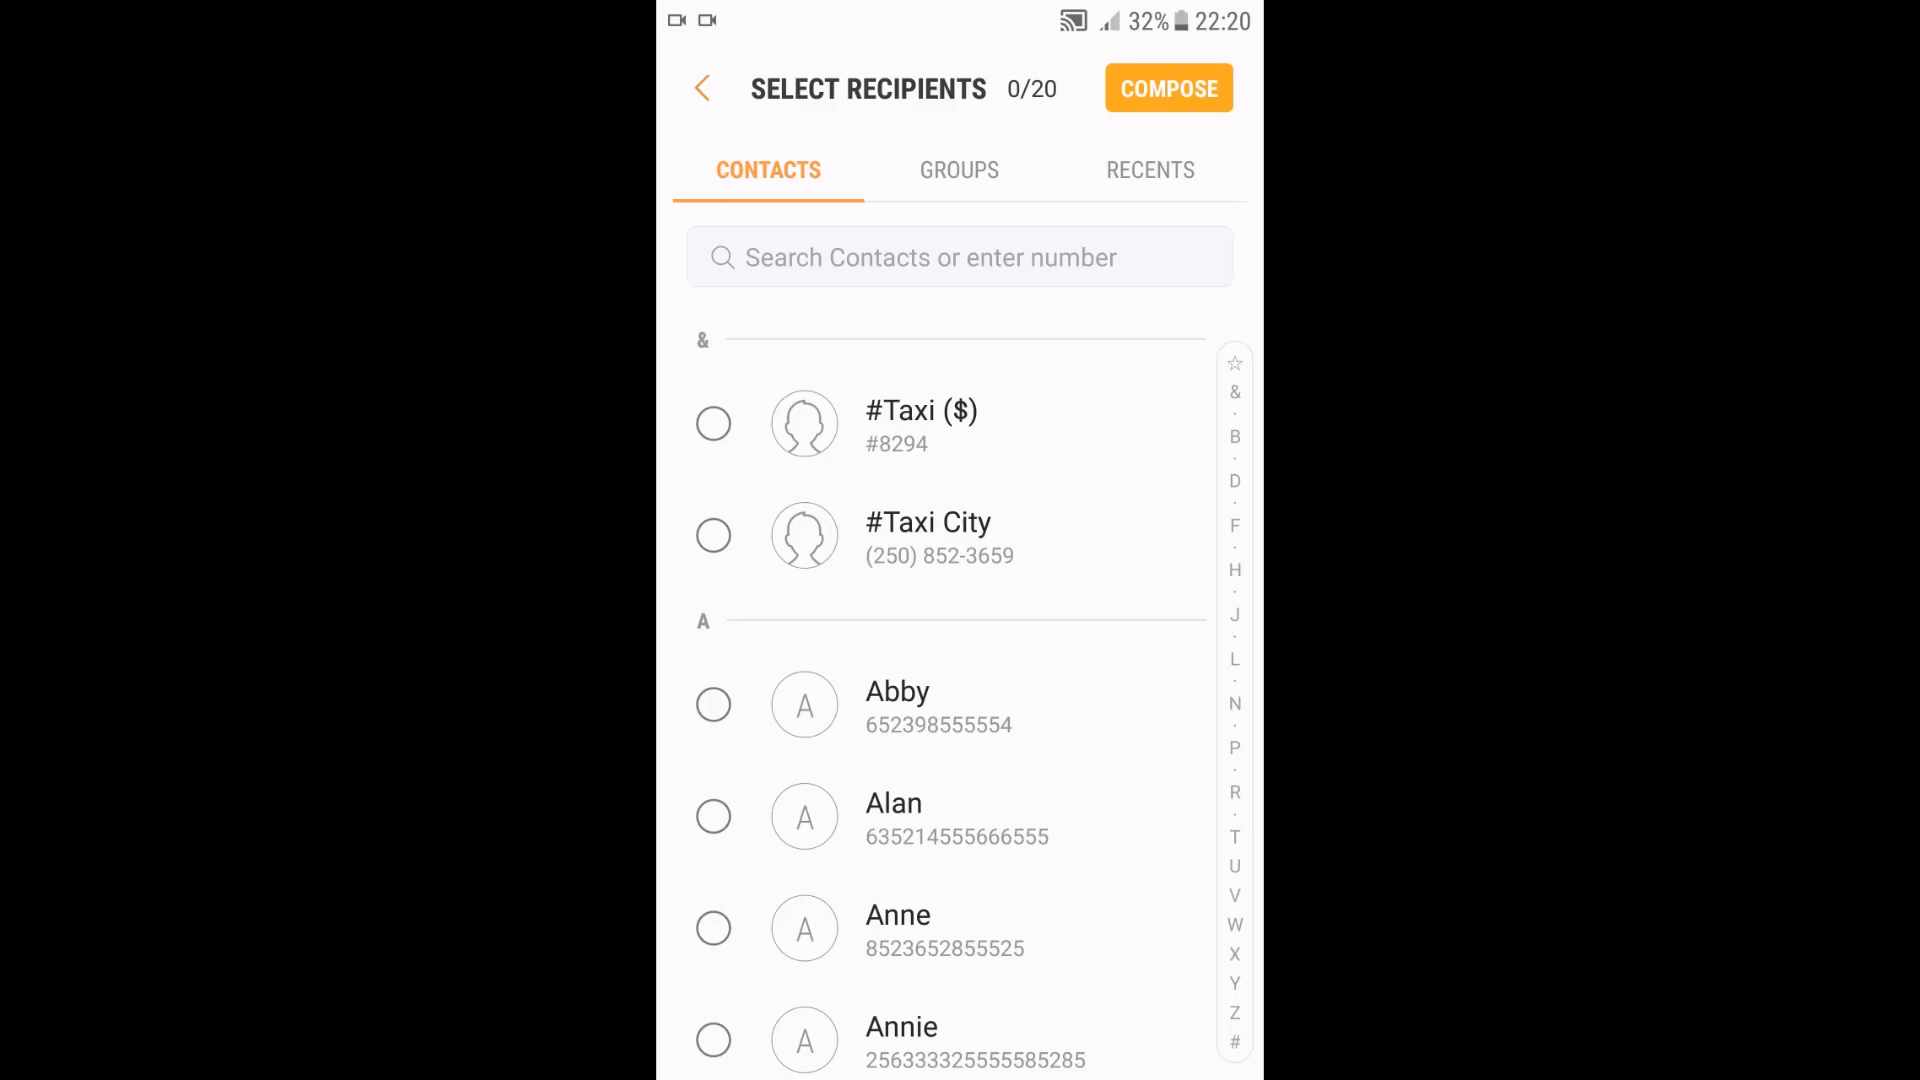 32% 22:20
SELECT RECIPIENTS 0/20 COMPOSE
CONTACTS GROUPS RECENTS
Search Contacts or enter number
&
#Taxi ($)
#8294
#Taxi City
(250) 852-3659
A
A Abby
652398555554
A Alan
635214555666555
A Anne
8523652855525
A Annie
256333325555585285
☆
&
.
B
.
D
.
F
.
H
.
J
.
L
.
N
.
P
.
R
.
T
U
V
W
X
Y
Z
#